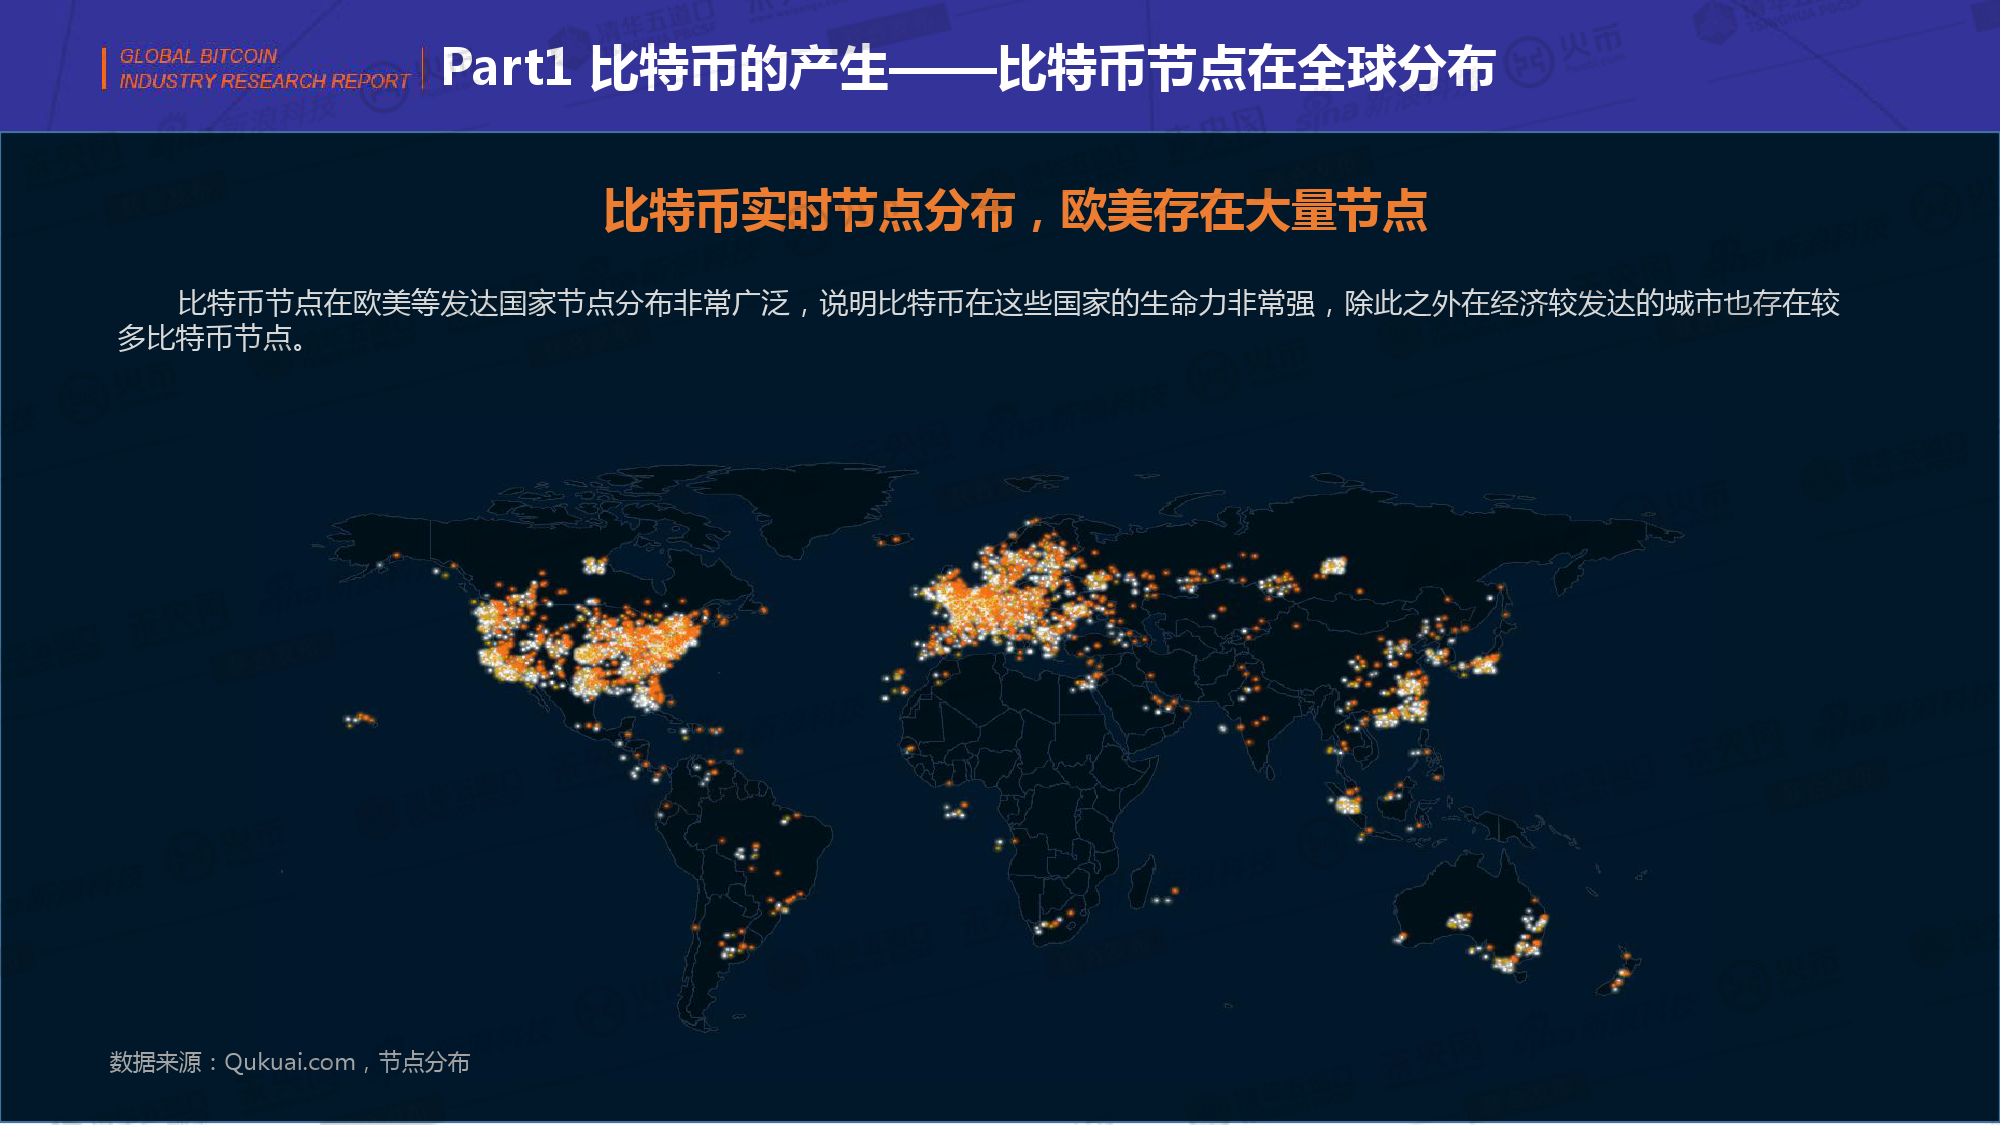 GLOBAL BITCOIN
INDUSTRY RESEARCH REPORT
Part1 比特币的产生——比特币节点在全球分布
比特币实时节点分布，欧美存在大量节点
比特币节点在欧美等发达国家节点分布非常广泛，说明比特币在这些国家的生命力非常强，除此之外在经济较发达的城市也存在较
多比特币节点。
数据来源：Qukuai.com，节点分布